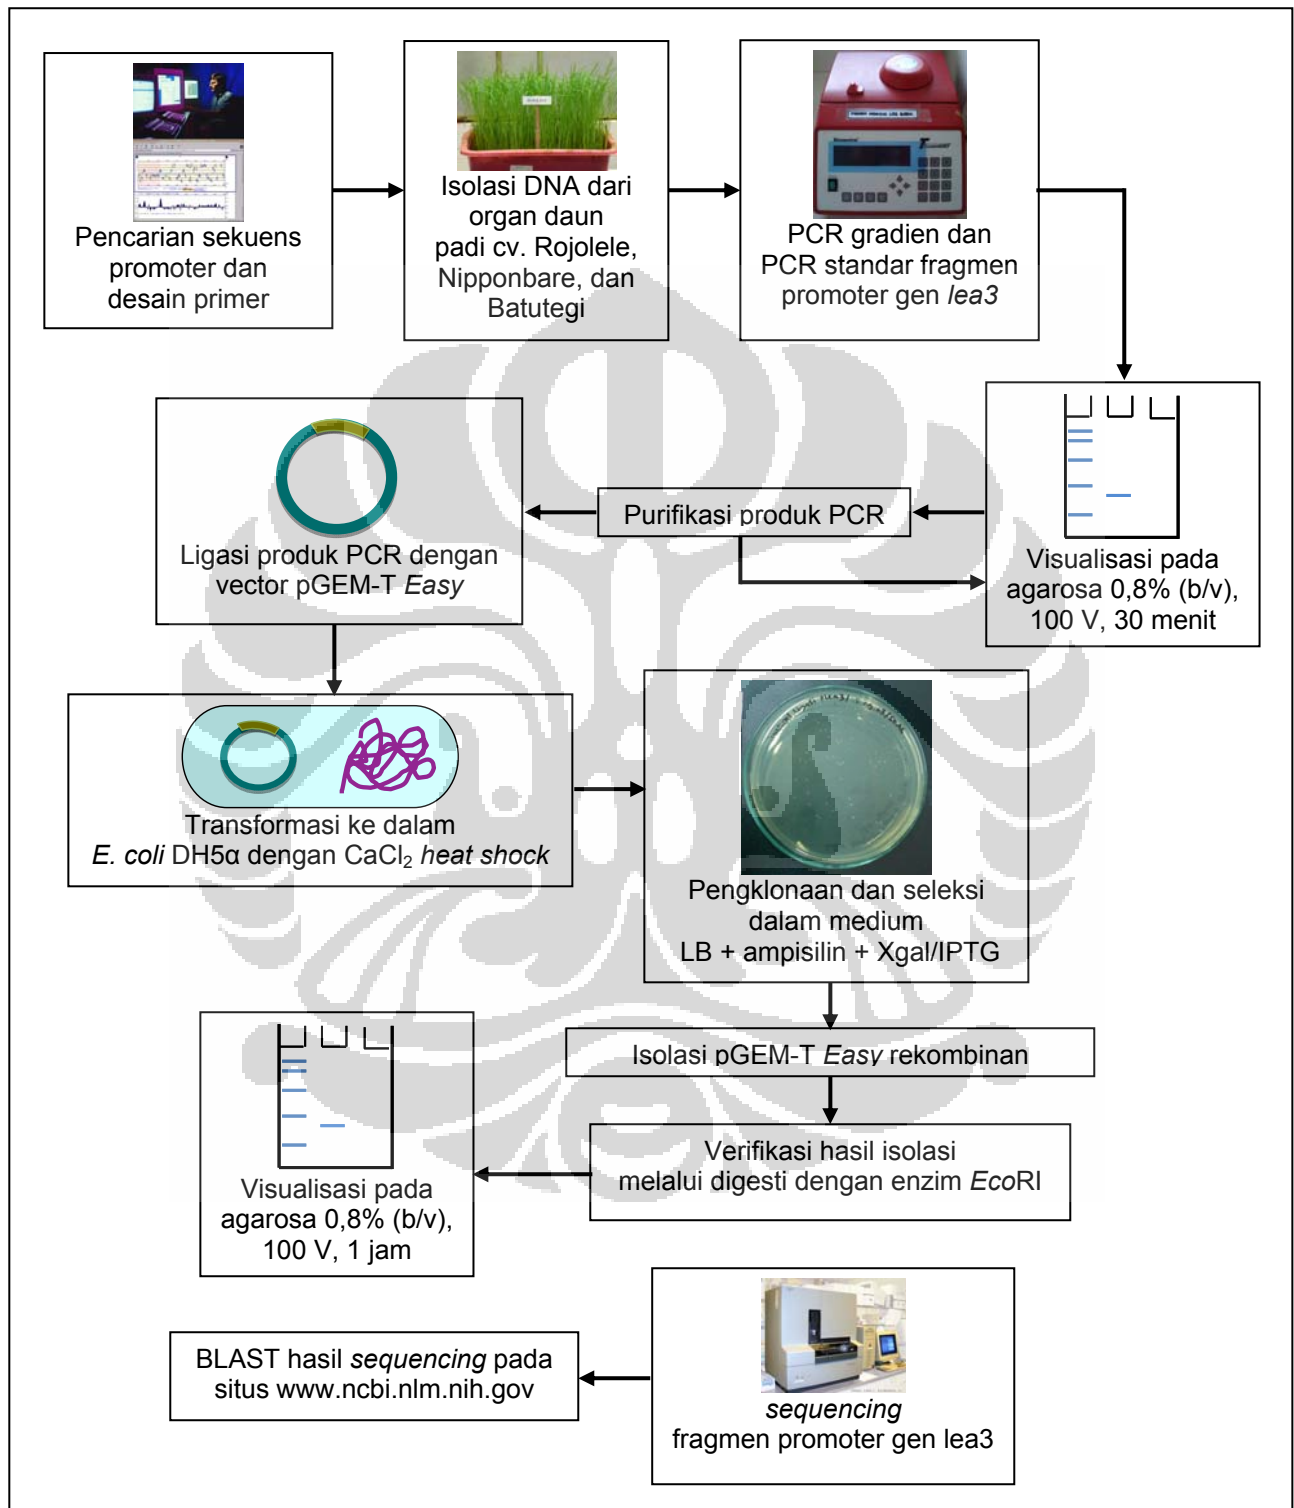 Pencarian sekuens
promoter dan
desain primer
Isolasi DNA dari
organ daun
padi cv. Rojolele,
Nipponbare, dan
Batutegi
PCR gradien dan
PCR standar fragmen
promoter gen lea3
Visualisasi pada
agarosa 0,8% (b/v),
100 V, 30 menit
Purifikasi produk PCR
Ligasi produk PCR dengan
vector pGEM-T Easy
Transformasi ke dalam
E. coli DH5α dengan CaCl₂ heat shock
Pengklonaan dan seleksi
dalam medium
LB + ampisilin + Xgal/IPTG
Isolasi pGEM-T Easy rekombinan
Verifikasi hasil isolasi
melalui digesti dengan enzim EcoRI
Visualisasi pada
agarosa 0,8% (b/v),
100 V, 1 jam
sequencing
fragmen promoter gen lea3
BLAST hasil sequencing pada
situs www.ncbi.nlm.nih.gov